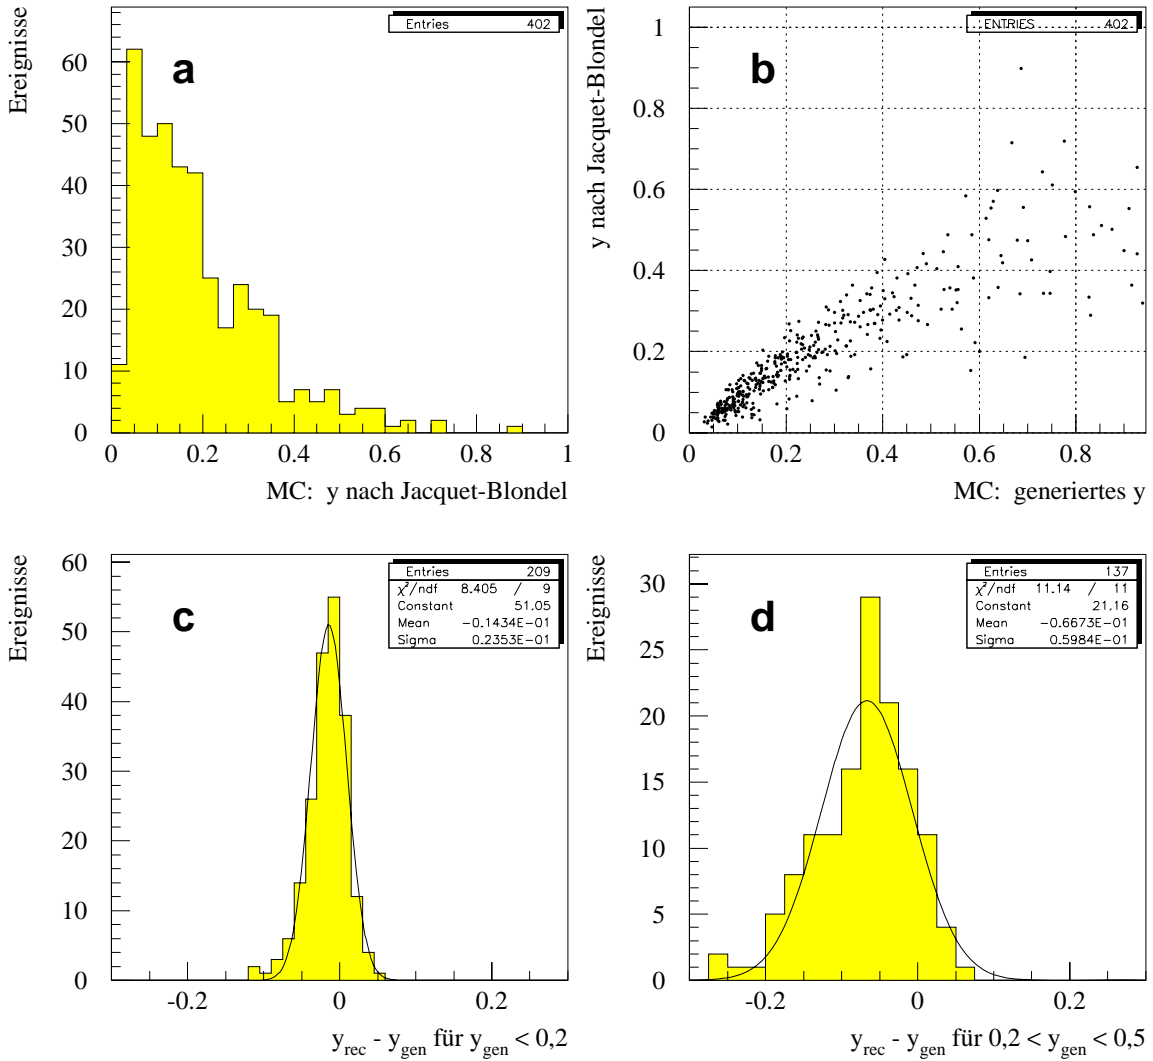 Ereignisse
a
Entries 402
60
50
40
30
20
10
0
0 0.2 0.4 0.6 0.8 1
MC: y nach Jacquet-Blondel
y nach Jacquet-Blondel
b
ENTRIES 402
1
0.8
0.6
0.4
0.2
0
0 0.2 0.4 0.6 0.8
MC: generiertes y
Ereignisse
c
Entries 209
χ²/ndf 8.405 / 9
Constant 51.05
Mean -0.1434E-01
Sigma 0.2353E-01
60
50
40
30
20
10
0
-0.2 0 0.2
y_rec - y_gen für y_gen < 0,2
Ereignisse
d
Entries 137
χ²/ndf 11.14 / 11
Constant 21.16
Mean -0.6673E-01
Sigma 0.5984E-01
30
25
20
15
10
5
0
-0.2 0 0.2
y_rec - y_gen für 0,2 < y_gen < 0,5